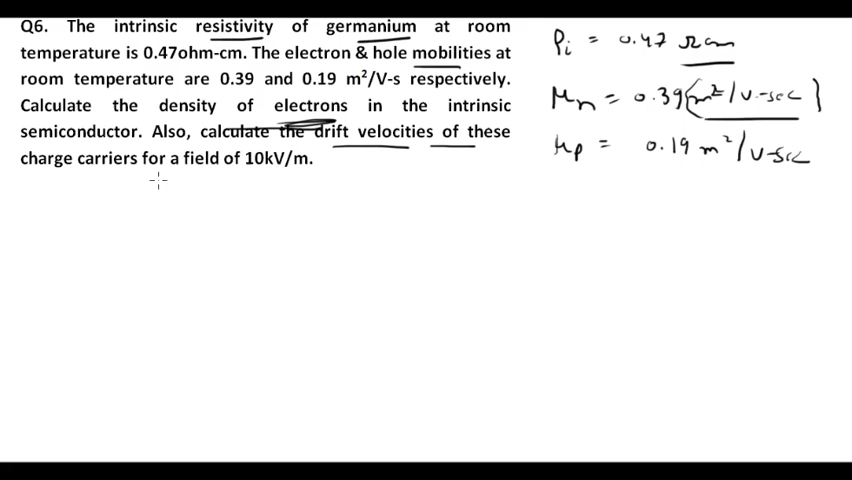 Q6. The intrinsic resistivity of germanium at room
temperature is 0.47ohm-cm. The electron & hole mobilities at
room temperature are 0.39 and 0.19 m²/V-s respectively.
Calculate the density of electrons in the intrinsic
semiconductor. Also, calculate the drift velocities of these
charge carriers for a field of 10kV/m.
ρi = 0.47 Ωcm
μn = 0.39 (m²/V-sec)
μp = 0.19 m²/V-sec